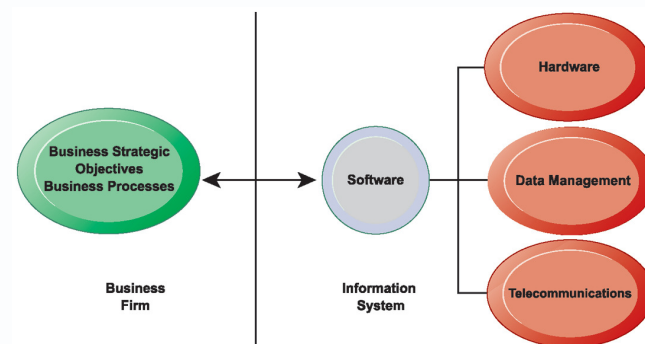 Business Strategic
Objectives
Business Processes
Software
Hardware
Data Management
Telecommunications
Business
Firm
Information
System